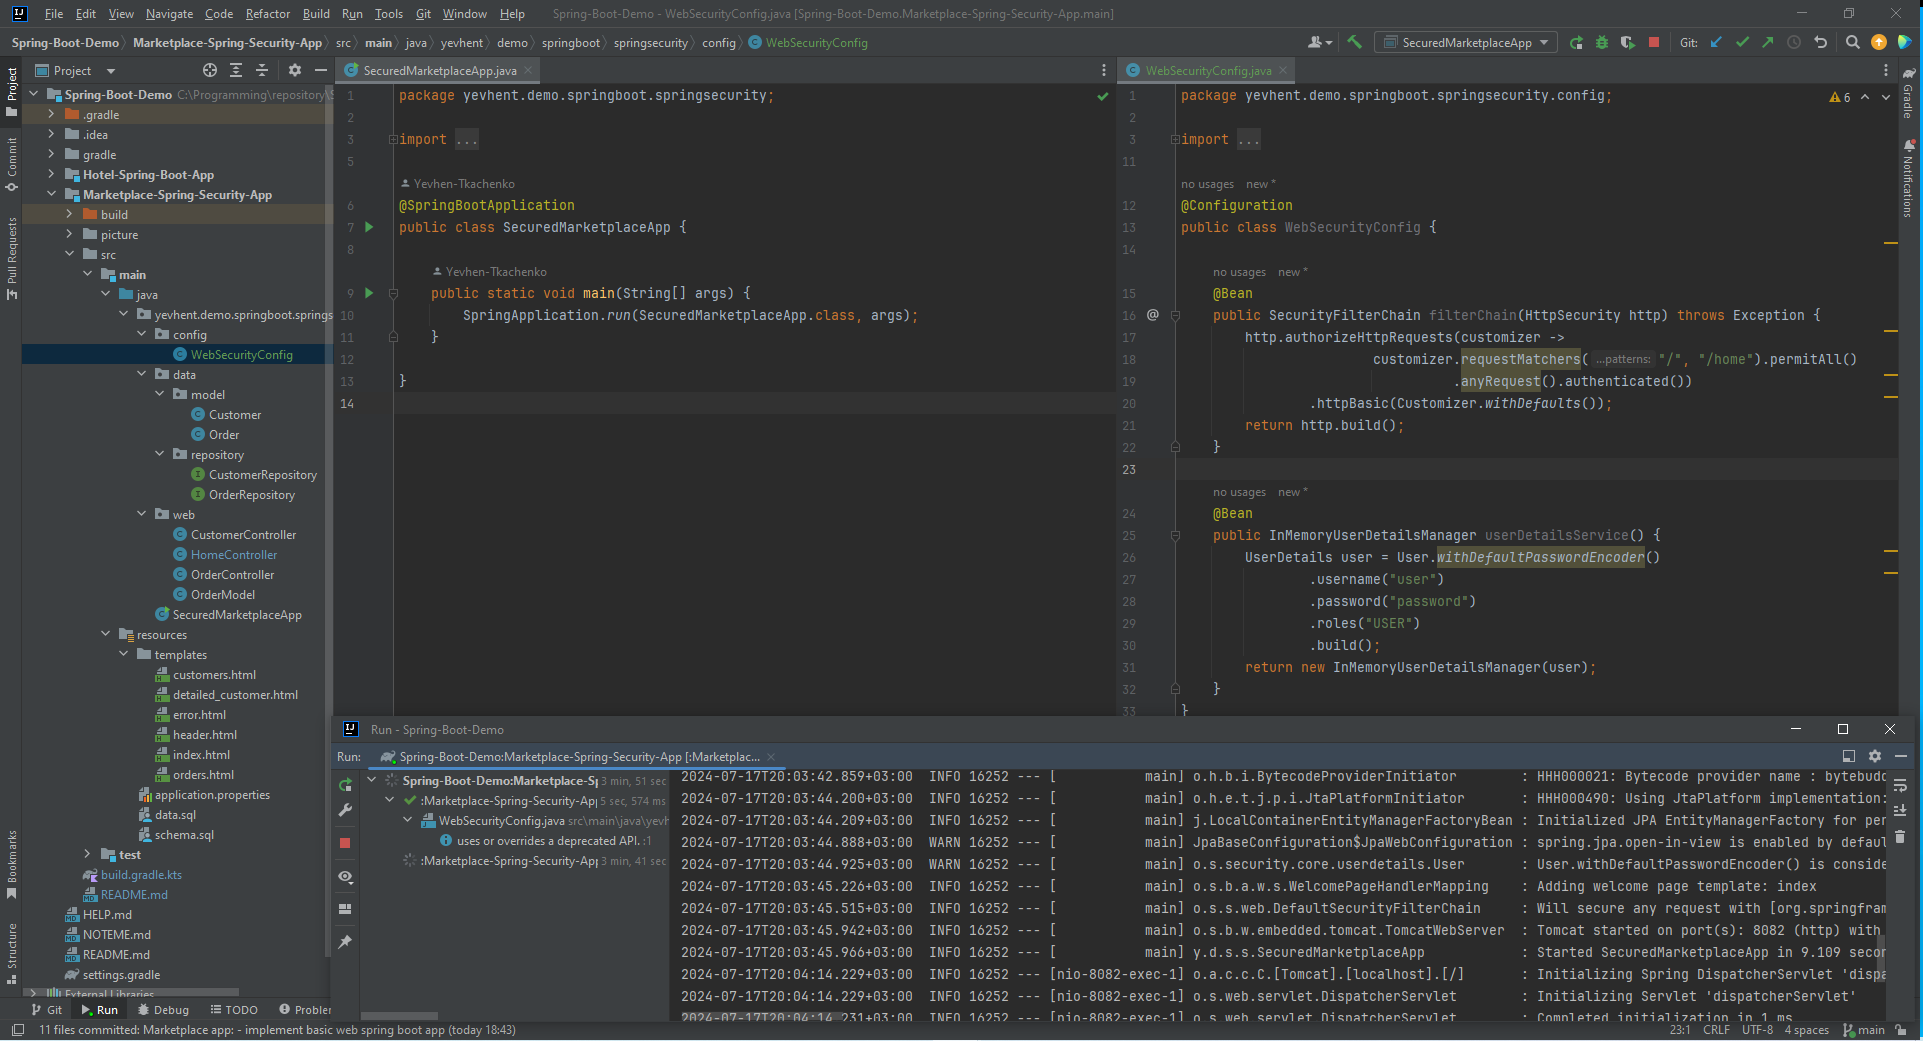 File Edit View Navigate Code Refactor Build Run Tools Git Window Help Spring-Boot-Demo - WebSecurityConfig.java [Spring-Boot-Demo.Marketplace-Spring-Security-App.main]
Spring-Boot-Demo Marketplace-Spring-Security-App src main java yevhent demo springboot springsecurity config WebSecurityConfig SecuredMarketplaceApp Git:
Project
Project
Commit
Pull Requests
Bookmarks
Structure
Spring-Boot-Demo C:\Programming\repository\S
.gradle
.idea
gradle
Hotel-Spring-Boot-App
Marketplace-Spring-Security-App
build
picture
src
main
java
yevhent.demo.springboot.springs
config
WebSecurityConfig
data
model
Customer
Order
repository
CustomerRepository
OrderRepository
web
CustomerController
HomeController
OrderController
OrderModel
SecuredMarketplaceApp
resources
templates
customers.html
detailed_customer.html
error.html
header.html
index.html
orders.html
application.properties
data.sql
schema.sql
test
build.gradle.kts
README.md
HELP.md
NOTEME.md
README.md
settings.gradle
External Libraries
SecuredMarketplaceApp.java
1 package yevhent.demo.springboot.springsecurity;
2
3 import ...
5
Yevhen-Tkachenko
6 @SpringBootApplication
7 public class SecuredMarketplaceApp {
8
Yevhen-Tkachenko
9 public static void main(String[] args) {
10 SpringApplication.run(SecuredMarketplaceApp.class, args);
11 }
12
13 }
14
WebSecurityConfig.java
6
1 package yevhent.demo.springboot.springsecurity.config;
2
3 import ...
11
no usages new *
12 @Configuration
13 public class WebSecurityConfig {
14
no usages new *
15 @Bean
16 @ public SecurityFilterChain filterChain(HttpSecurity http) throws Exception {
17 http.authorizeHttpRequests(customizer ->
18 customizer.requestMatchers( ...patterns: "/", "/home").permitAll()
19 .anyRequest().authenticated())
20 .httpBasic(Customizer.withDefaults());
21 return http.build();
22 }
23
no usages new *
24 @Bean
25 public InMemoryUserDetailsManager userDetailsService() {
26 UserDetails user = User.withDefaultPasswordEncoder()
27 .username("user")
28 .password("password")
29 .roles("USER")
30 .build();
31 return new InMemoryUserDetailsManager(user);
32 }
33 }
Gradle
Notifications
Run - Spring-Boot-Demo
Run: Spring-Boot-Demo:Marketplace-Spring-Security-App [:Marketplac...
Spring-Boot-Demo:Marketplace-Sp 3 min, 51 sec
:Marketplace-Spring-Security-App 5 sec, 574 ms
WebSecurityConfig.java src\main\java\yevh
uses or overrides a deprecated API. :1
:Marketplace-Spring-Security-App 3 min, 41 sec
2024-07-17T20:03:42.859+03:00 INFO 16252 --- [ main] o.h.b.i.BytecodeProviderInitiator : HHH000021: Bytecode provider name : bytebudd
2024-07-17T20:03:44.200+03:00 INFO 16252 --- [ main] o.h.e.t.j.p.i.JtaPlatformInitiator : HHH000490: Using JtaPlatform implementation:
2024-07-17T20:03:44.209+03:00 INFO 16252 --- [ main] j.LocalContainerEntityManagerFactoryBean : Initialized JPA EntityManagerFactory for per
2024-07-17T20:03:44.888+03:00 WARN 16252 --- [ main] JpaBaseConfiguration$JpaWebConfiguration : spring.jpa.open-in-view is enabled by defaul
2024-07-17T20:03:44.925+03:00 WARN 16252 --- [ main] o.s.security.core.userdetails.User : User.withDefaultPasswordEncoder() is conside
2024-07-17T20:03:45.226+03:00 INFO 16252 --- [ main] o.s.b.a.w.s.WelcomePageHandlerMapping : Adding welcome page template: index
2024-07-17T20:03:45.515+03:00 INFO 16252 --- [ main] o.s.s.web.DefaultSecurityFilterChain : Will secure any request with [org.springfram
2024-07-17T20:03:45.942+03:00 INFO 16252 --- [ main] o.s.b.w.embedded.tomcat.TomcatWebServer : Tomcat started on port(s): 8082 (http) with
2024-07-17T20:03:45.966+03:00 INFO 16252 --- [ main] y.d.s.s.SecuredMarketplaceApp : Started SecuredMarketplaceApp in 9.109 secon
2024-07-17T20:04:14.229+03:00 INFO 16252 --- [nio-8082-exec-1] o.a.c.c.C.[Tomcat].[localhost].[/] : Initializing Spring DispatcherServlet 'dispa
2024-07-17T20:04:14.229+03:00 INFO 16252 --- [nio-8082-exec-1] o.s.web.servlet.DispatcherServlet : Initializing Servlet 'dispatcherServlet'
2024-07-17T20:04:14.231+03:00 INFO 16252 --- [nio-8082-exec-1] o.s.web.servlet.DispatcherServlet : Completed initialization in 1 ms
Git Run Debug TODO Problem
11 files committed: Marketplace app: - implement basic web spring boot app (today 18:43) 23:1 CRLF UTF-8 4 spaces main